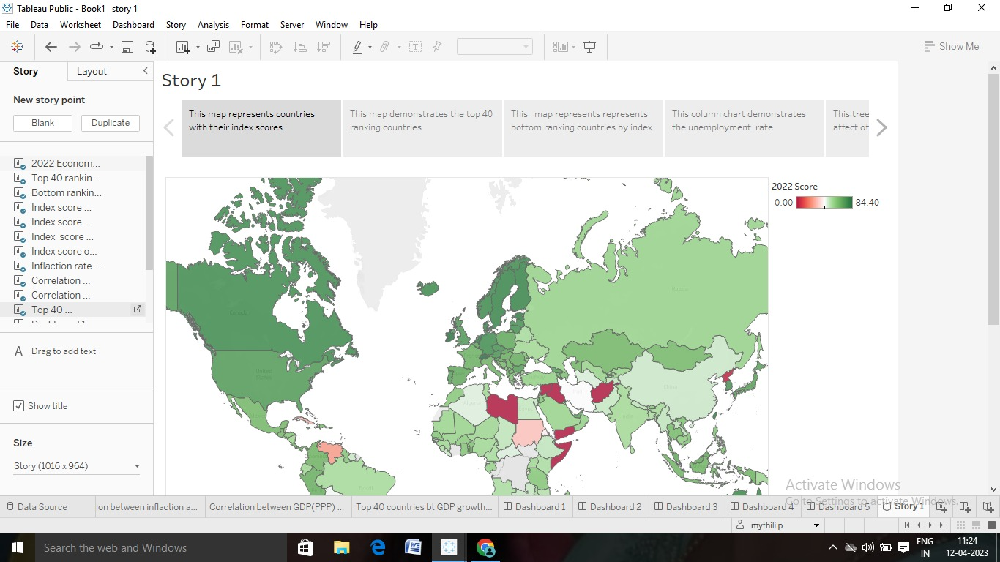 Tableau Public - Book1   story 1
File Data Worksheet Dashboard Story Analysis Format Server Window Help
Show Me
Story Layout
New story point
Blank Duplicate
2022 Econom...
Top 40 rankin...
Bottom rankin...
Index score ...
Index score ...
Index  score ...
Index score o...
Inflaction rate ...
Correlation ...
Correlation ...
Top 40 ...
A Drag to add text
Show title
Size
Story (1016 x 964)
Story 1
This map represents countries
with their index scores
This map demonstrates the top 40
ranking countries
This   map represents represents
bottom ranking countries by index
This column chart demonstrates
the unemployment  rate
This tree
affect of
2022 Score
0.00 84.40
Canada
United
States
Russia
China
Brazil
Activate Windows
Go to Settings to activate Windows.
Data Source ion between inflaction a... Correlation between GDP(PPP) ... Top 40 countries bt GDP growth... Dashboard 1 Dashboard 2 Dashboard 3 Dashboard 4 Dashboard 5 Story 1
mythili p
Search the web and Windows
ENG
IN
11:24
12-04-2023